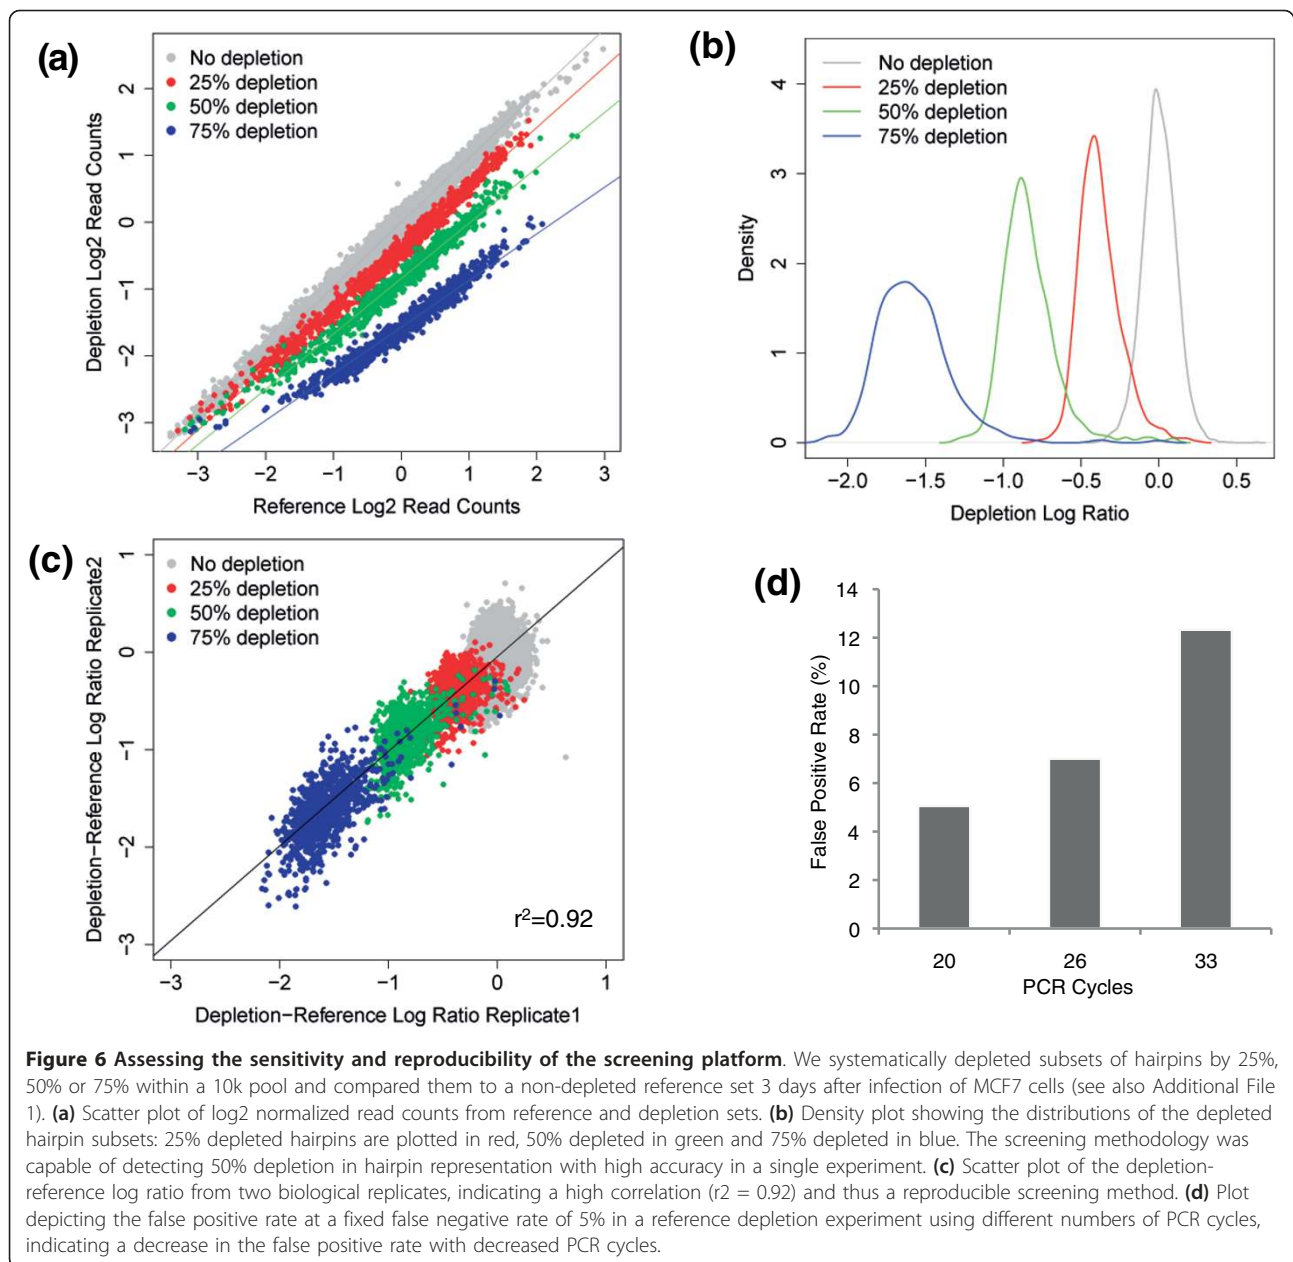 (a)
No depletion
25% depletion
50% depletion
75% depletion
2
1
0
−1
−2
−3
Depletion Log2 Read Counts
−3 −2 −1 0 1 2 3
Reference Log2 Read Counts
(b)
No depletion
25% depletion
50% depletion
75% depletion
4
3
2
1
0
Density
−2.0 −1.5 −1.0 −0.5 0.0 0.5
Depletion Log Ratio
(c)
No depletion
25% depletion
50% depletion
75% depletion
1
0
−1
−2
−3
Depletion−Reference Log Ratio Replicate2
r2=0.92
−3 −2 −1 0 1
Depletion−Reference Log Ratio Replicate1
(d)
14
12
10
8
6
4
2
0
False Positive Rate (%)
20 26 33
PCR Cycles
Figure 6 Assessing the sensitivity and reproducibility of the screening platform. We systematically depleted subsets of hairpins by 25%,
50% or 75% within a 10k pool and compared them to a non-depleted reference set 3 days after infection of MCF7 cells (see also Additional File
1). (a) Scatter plot of log2 normalized read counts from reference and depletion sets. (b) Density plot showing the distributions of the depleted
hairpin subsets: 25% depleted hairpins are plotted in red, 50% depleted in green and 75% depleted in blue. The screening methodology was
capable of detecting 50% depletion in hairpin representation with high accuracy in a single experiment. (c) Scatter plot of the depletion-
reference log ratio from two biological replicates, indicating a high correlation (r2 = 0.92) and thus a reproducible screening method. (d) Plot
depicting the false positive rate at a fixed false negative rate of 5% in a reference depletion experiment using different numbers of PCR cycles,
indicating a decrease in the false positive rate with decreased PCR cycles.